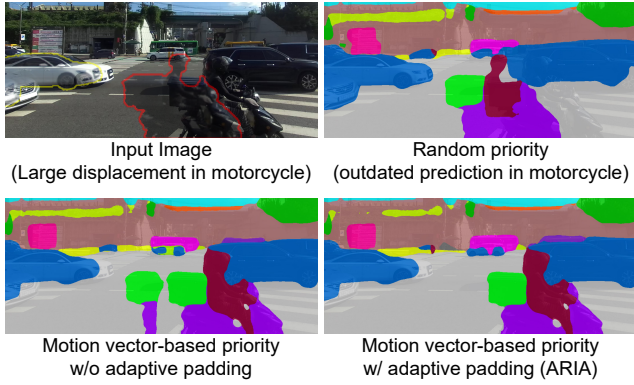 Input Image
(Large displacement in motorcycle)
Random priority
(outdated prediction in motorcycle)
Motion vector-based priority
w/o adaptive padding
Motion vector-based priority
w/ adaptive padding (ARIA)